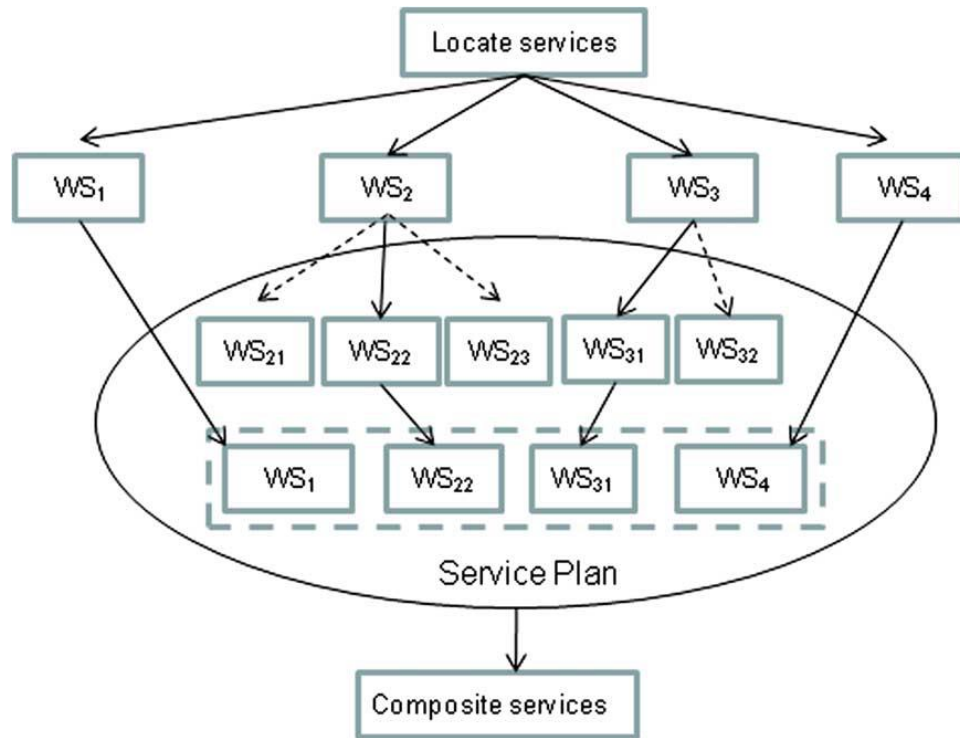 Locate services
WS₁ WS₂ WS₃ WS₄
WS₂₁ WS₂₂ WS₂₃ WS₃₁ WS₃₂
WS₁ WS₂₂ WS₃₁ WS₄
Service Plan
Composite services